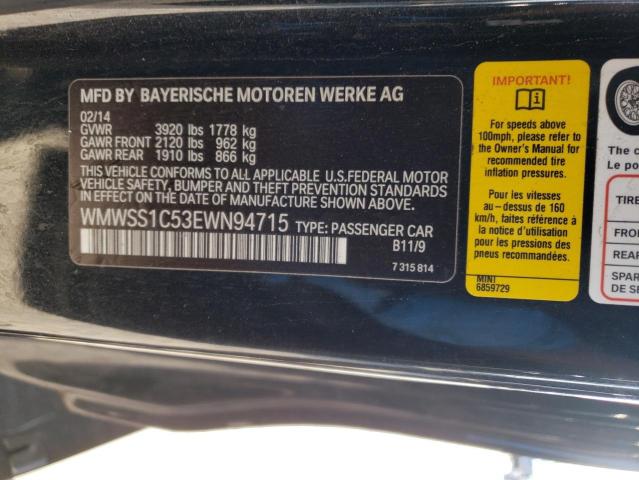 MFD BY BAYERISCHE MOTOREN WERKE AG
02/14
GVWR 3920 lbs 1778 kg
GAWR FRONT 2120 lbs 962 kg
GAWR REAR 1910 lbs 866 kg
THIS VEHICLE CONFORMS TO ALL APPLICABLE U.S.FEDERAL MOTOR
VEHICLE SAFETY, BUMPER AND THEFT PREVENTION STANDARDS
IN EFFECT ON THE DATE OF MANUFACTURE SHOWN ABOVE.
WMWSS1C53EWN94715 TYPE: PASSENGER CAR
B11/9
7 315 814
IMPORTANT!
For speeds above
100mph, please refer to
the Owner's Manual for
recommended tire
inflation pressures.
Pour les vitesses
au-dessus de 160
km/h, faites référence à
la notice d'utilisation
pour les pressions de
pneu recommandées.
MINI
6859729
The c
Le po
TIRE
FRO
REAR
SPAR
DE SE